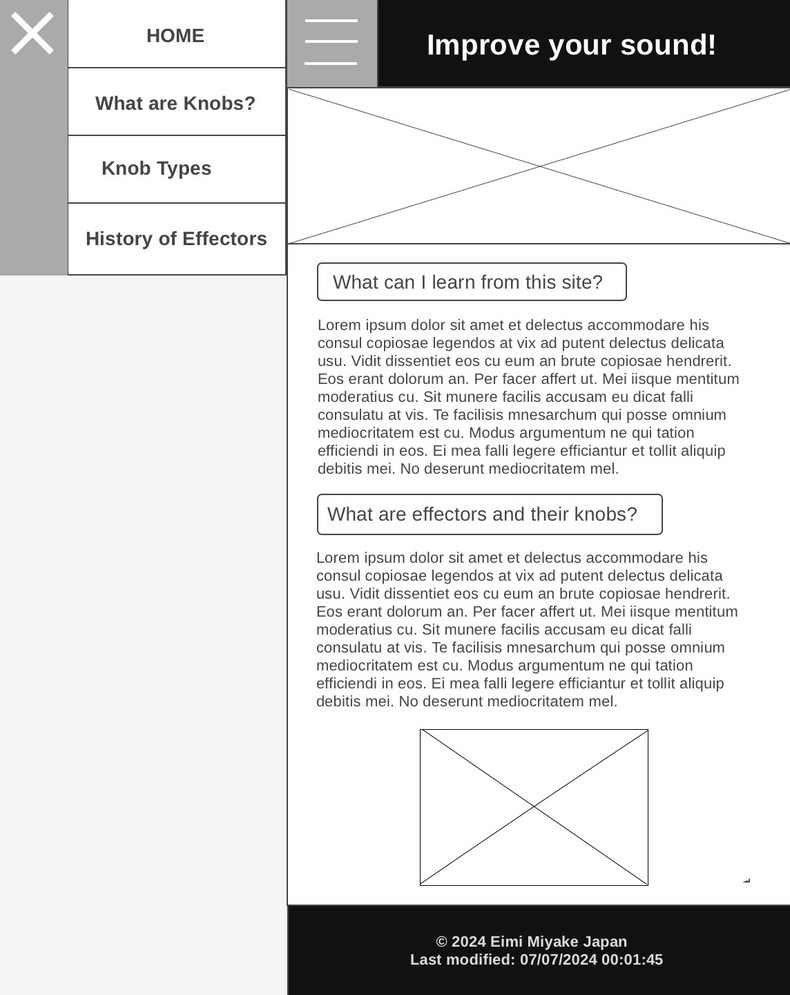 HOME
What are Knobs?
Knob Types
History of Effectors
Improve your sound!
What can I learn from this site?
Lorem ipsum dolor sit amet et delectus accommodare his
consul copiosae legendos at vix ad putent delectus delicata
usu. Vidit dissentiet eos cu eum an brute copiosae hendrerit.
Eos erant dolorum an. Per facer affert ut. Mei iisque mentitum
moderatius cu. Sit munere facilis accusam eu dicat falli
consulatu at vis. Te facilisis mnesarchum qui posse omnium
mediocritatem est cu. Modus argumentum ne qui tation
efficiendi in eos. Ei mea falli legere efficiantur et tollit aliquip
debitis mei. No deserunt mediocritatem mel.
What are effectors and their knobs?
Lorem ipsum dolor sit amet et delectus accommodare his
consul copiosae legendos at vix ad putent delectus delicata
usu. Vidit dissentiet eos cu eum an brute copiosae hendrerit.
Eos erant dolorum an. Per facer affert ut. Mei iisque mentitum
moderatius cu. Sit munere facilis accusam eu dicat falli
consulatu at vis. Te facilisis mnesarchum qui posse omnium
mediocritatem est cu. Modus argumentum ne qui tation
efficiendi in eos. Ei mea falli legere efficiantur et tollit aliquip
debitis mei. No deserunt mediocritatem mel.
© 2024 Eimi Miyake Japan
Last modified: 07/07/2024 00:01:45